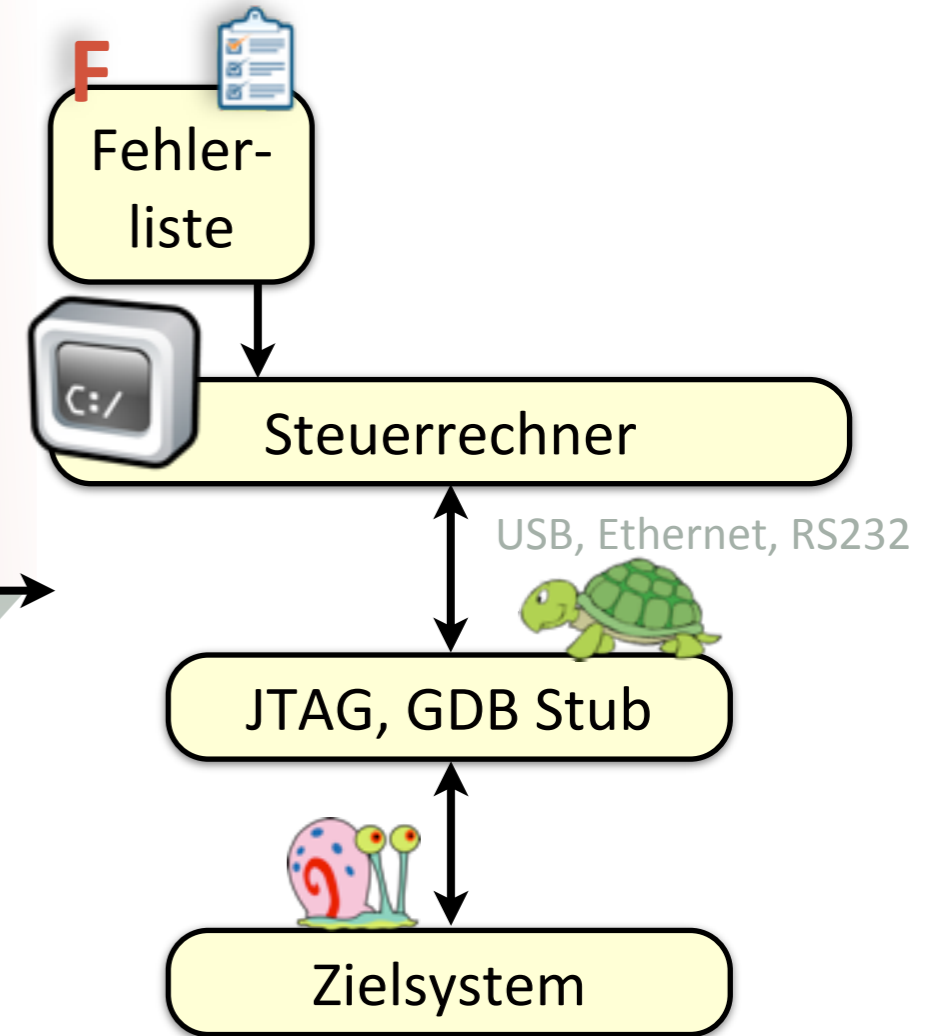 F
Fehler-
liste
C:/
Steuerrechner
USB, Ethernet, RS232
JTAG, GDB Stub
Zielsystem